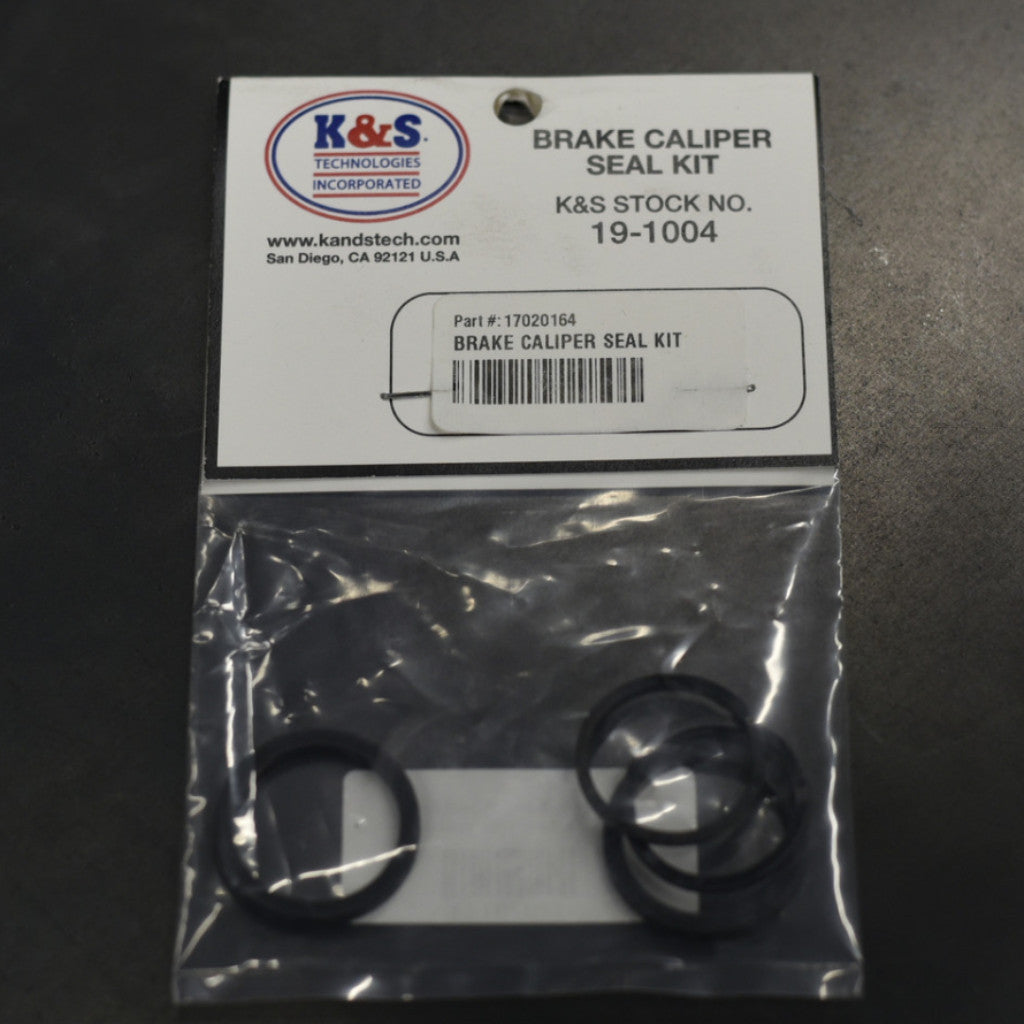 K&S.
TECHNOLOGIES
INCORPORATED
www.kandstech.com
San Diego, CA 92121 U.S.A
BRAKE CALIPER
SEAL KIT
K&S STOCK NO.
19-1004
Part #: 17020164
BRAKE CALIPER SEAL KIT